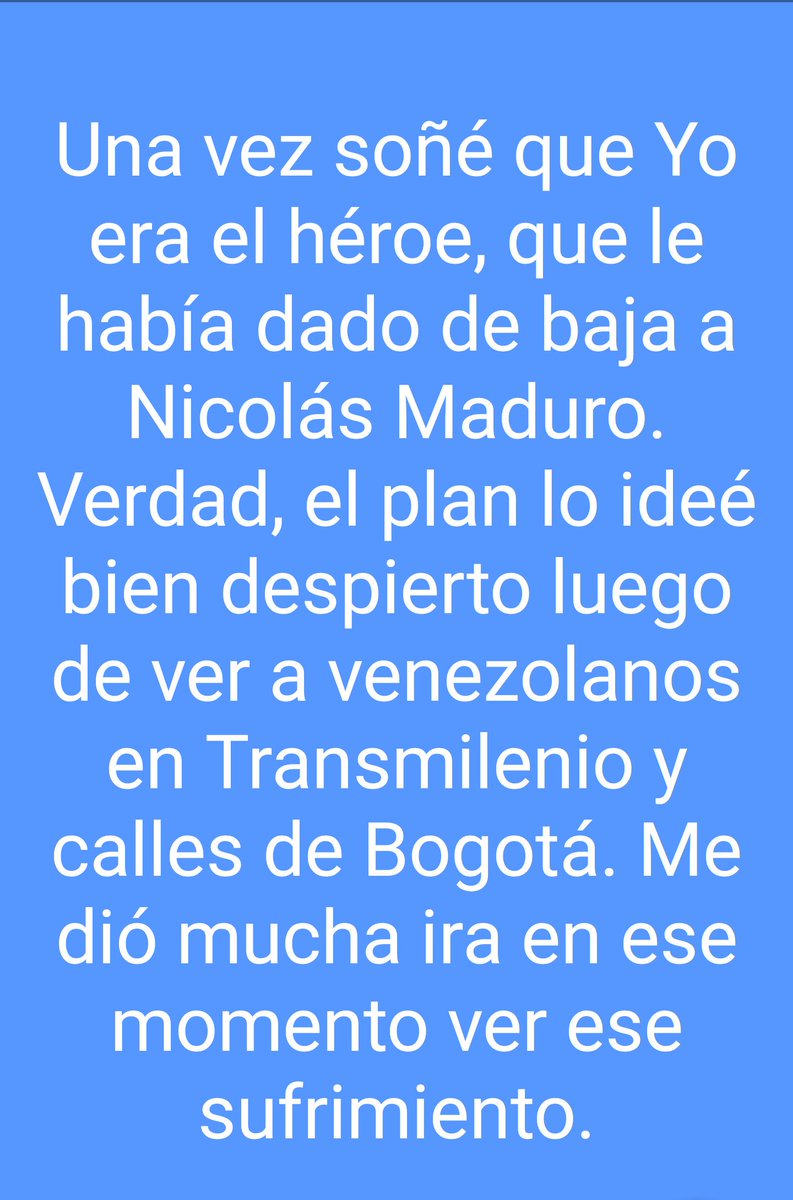 Una vez soñé que Yo
era el héroe, que le
había dado de baja a
Nicolás Maduro.
Verdad, el plan lo ideé
bien despierto luego
de ver a venezolanos
en Transmilenio y
calles de Bogotá. Me
dió mucha ira en ese
momento ver ese
sufrimiento.